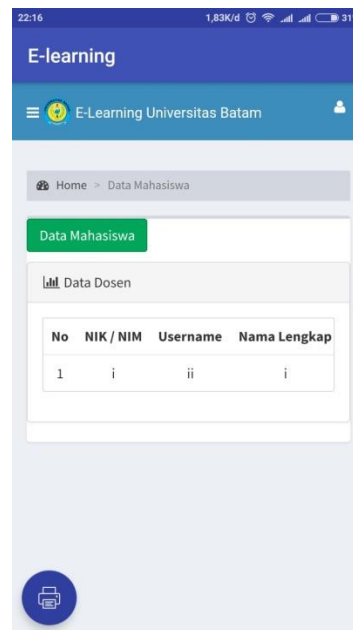 22:16 1,83K/d 31
E-learning
E-Learning Universitas Batam
Home > Data Mahasiswa
Data Mahasiswa
Data Dosen
No NIK / NIM Username Nama Lengkap
1 i ii i